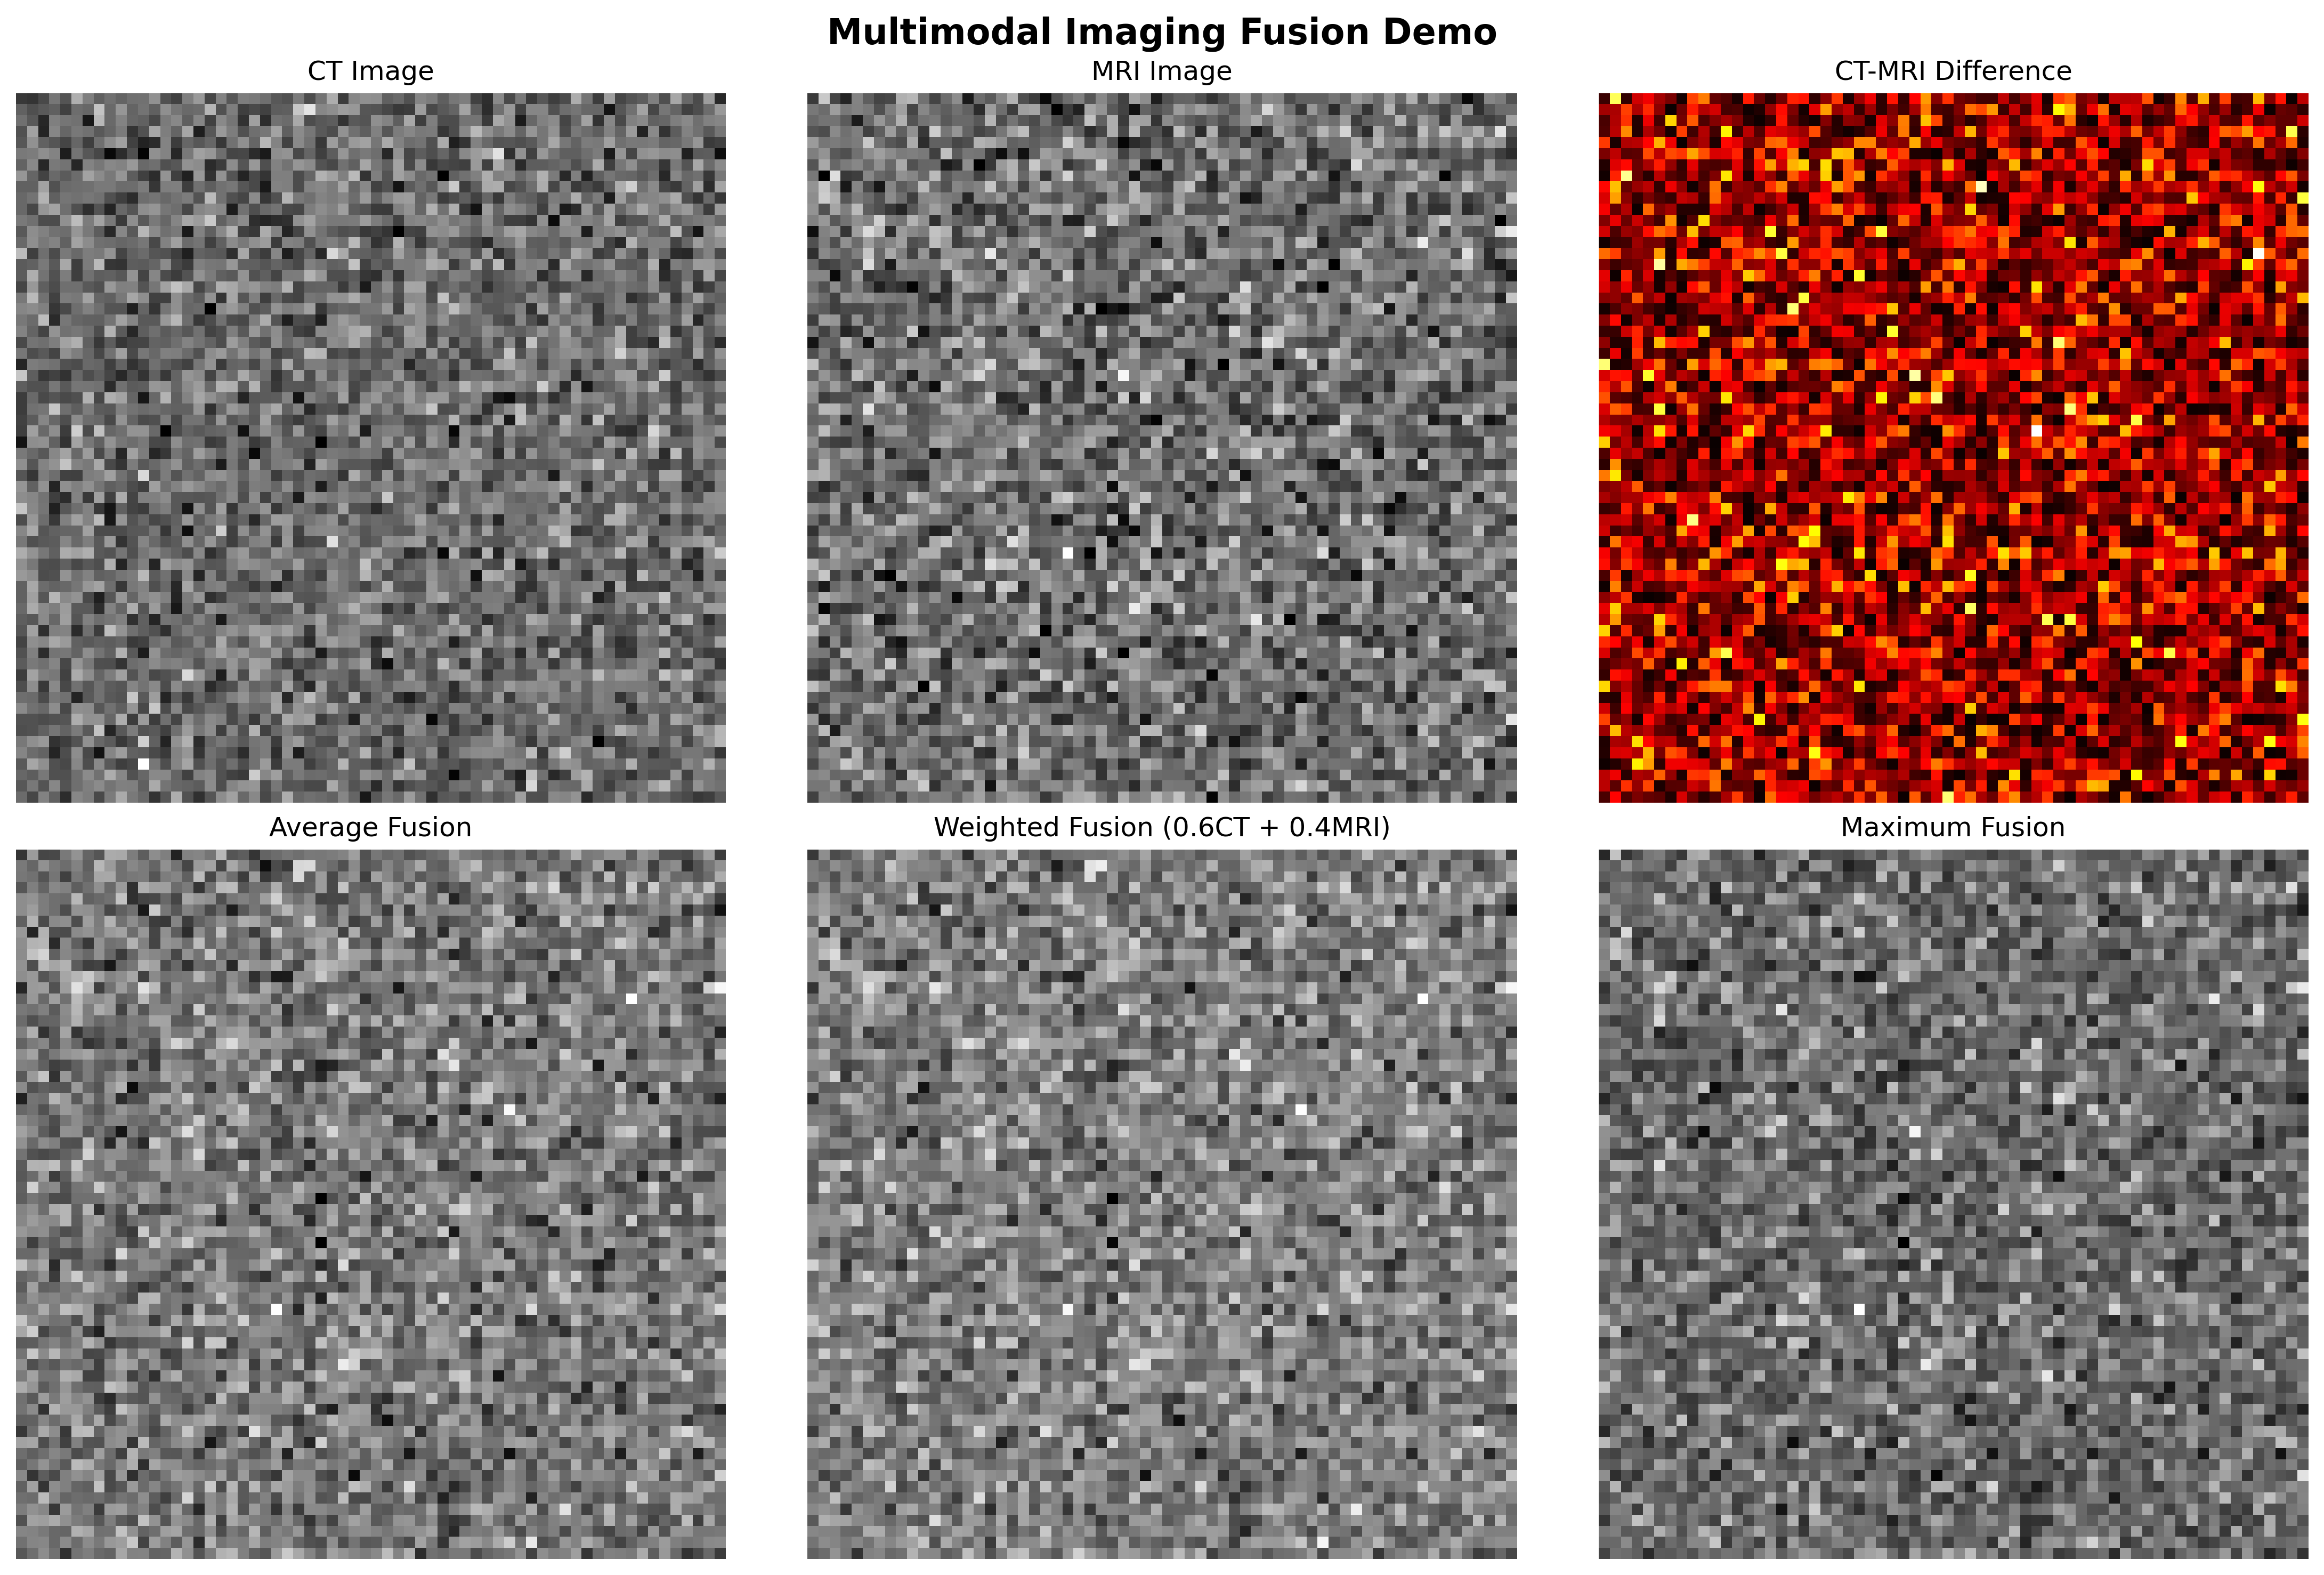 Multimodal Imaging Fusion Demo
CT Image
MRI Image
CT-MRI Difference
Average Fusion
Weighted Fusion (0.6CT + 0.4MRI)
Maximum Fusion